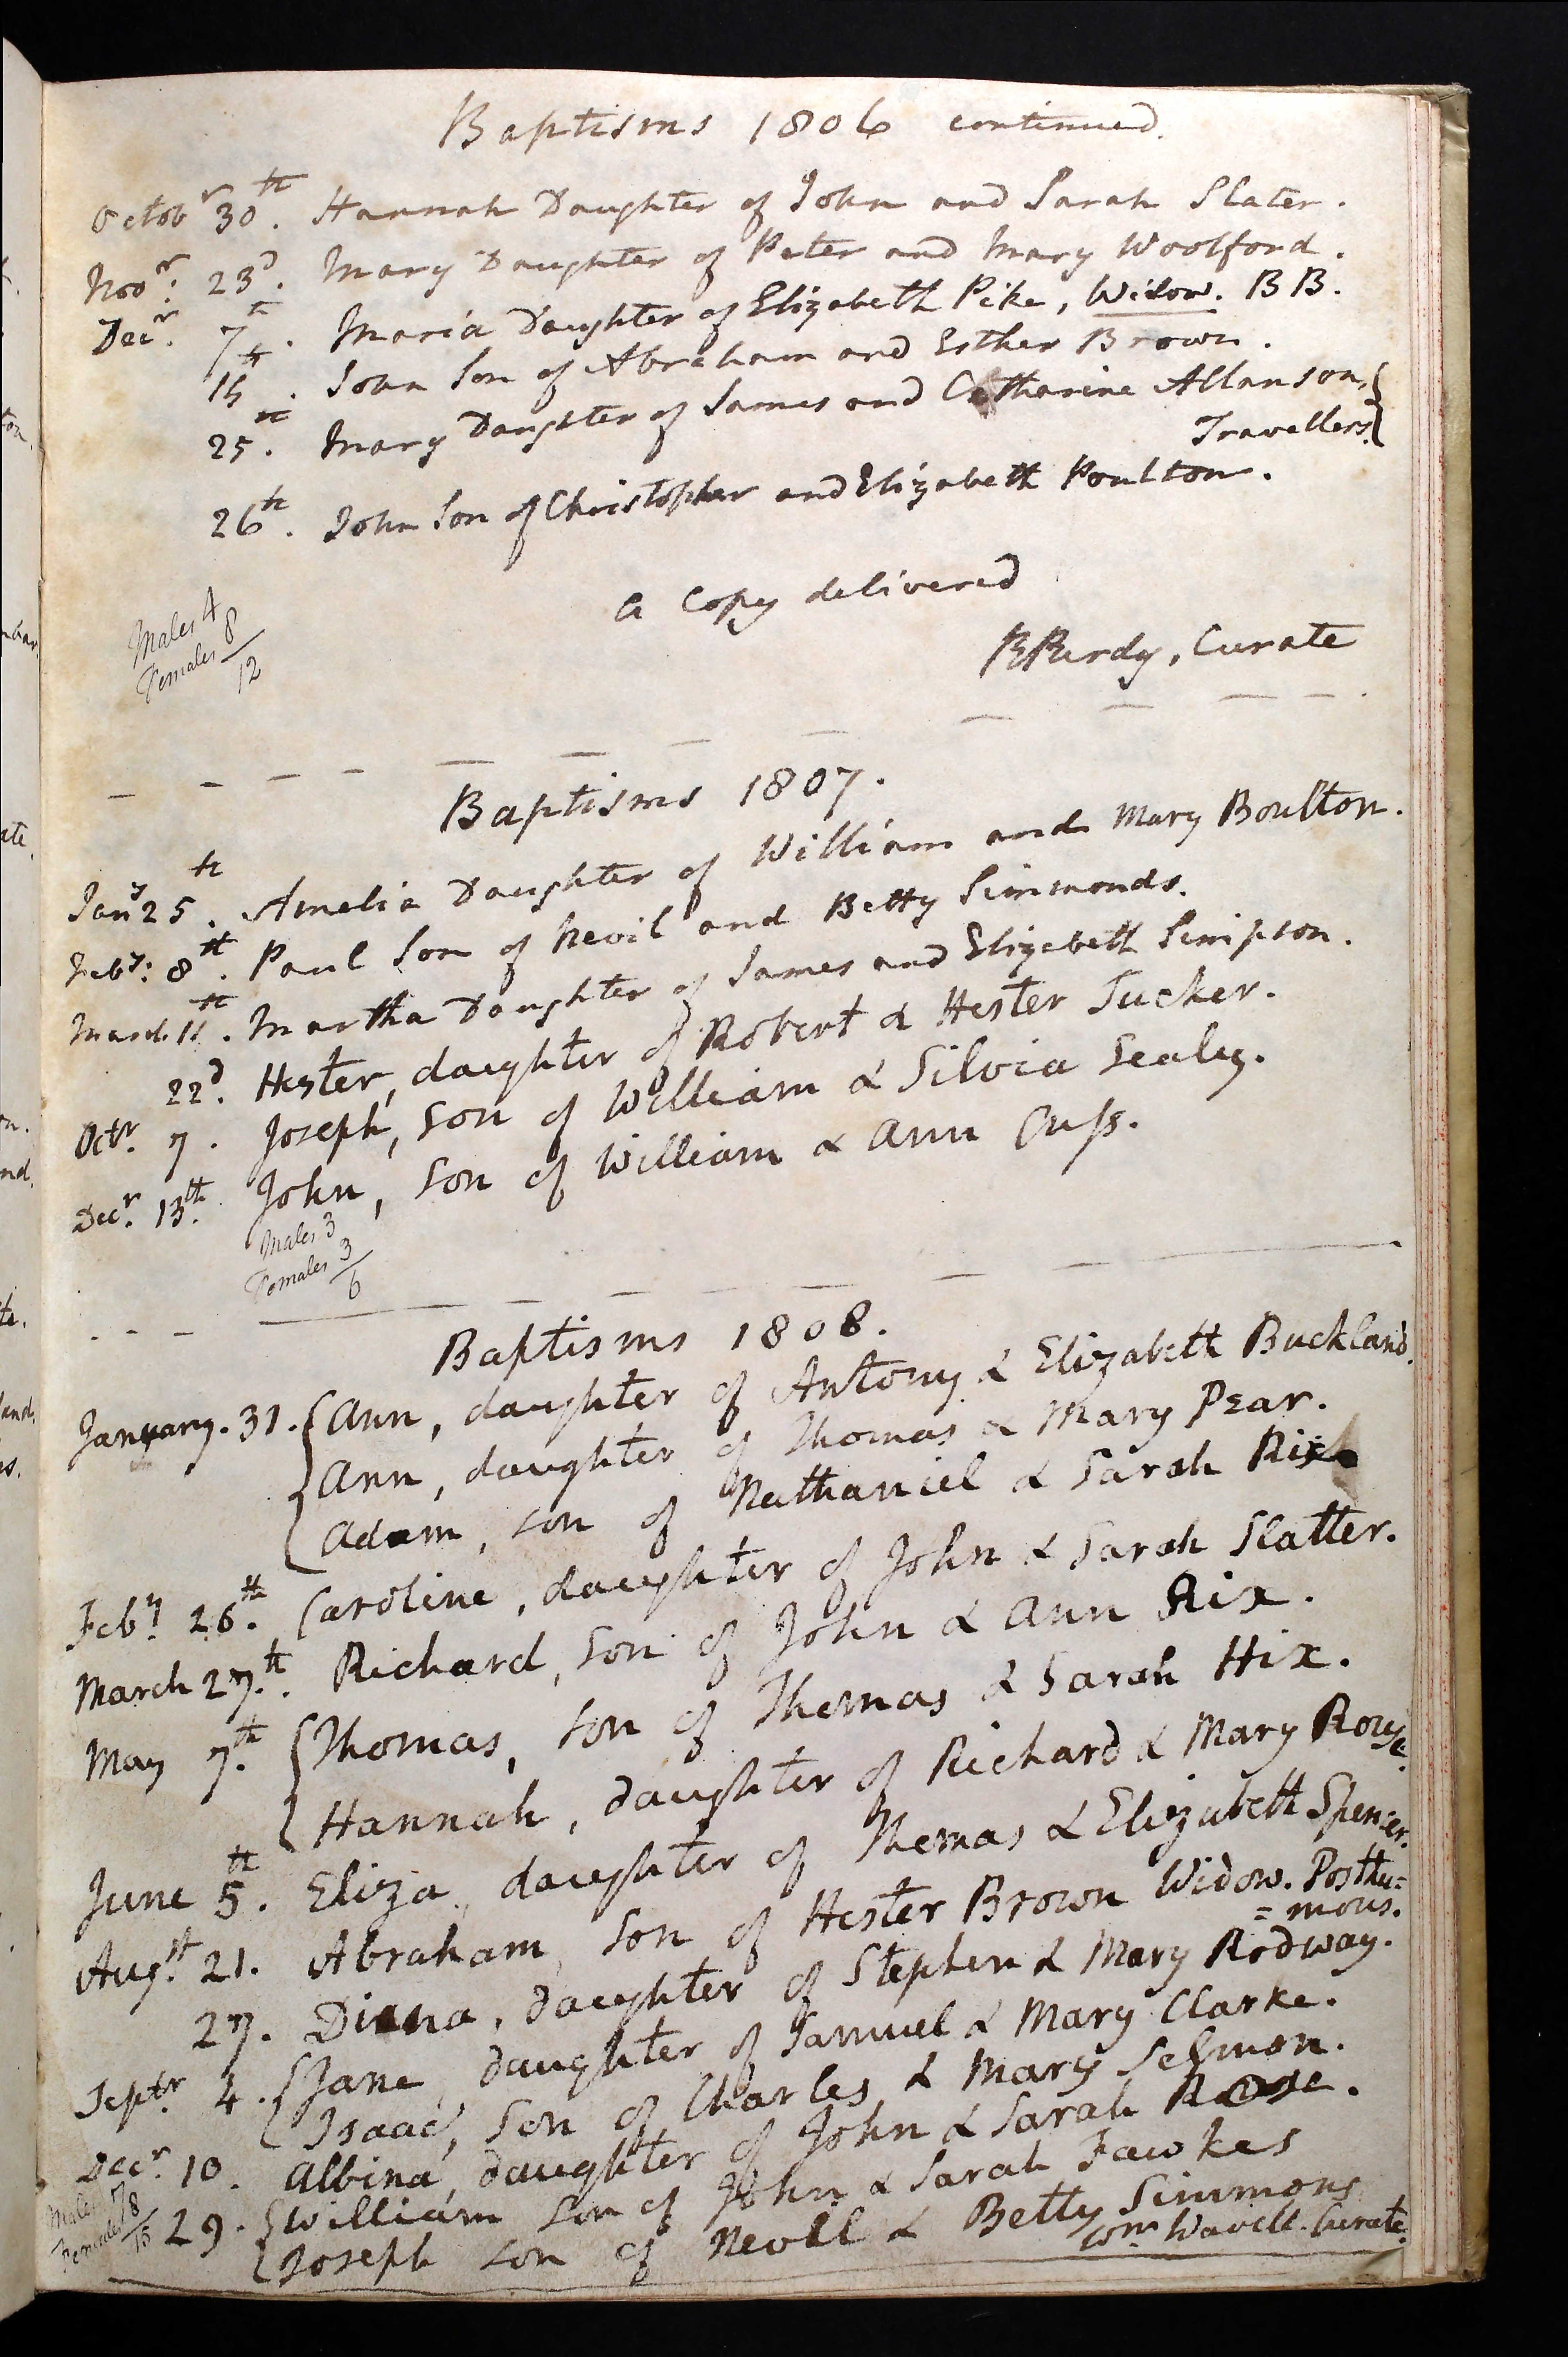 Baptisms 1806 continued.
Octobr 30th. Hannah Daughter of John and Sarah Slater.
Novr: 23d. Mary Daughter of Peter and Mary Woolford.
Decr. 7th. Maria Daughter of Elizabeth Pike, Widow. BB.
15th. John Son of Abraham and Esther Brown.
25th. Mary Daughter of James and Catharine Allanson,
Travellers.
26th. John Son of Christopher and Elizabeth Poulton.
a Copy delivered
Males 4
Females 8
12
B Purdy, Curate
Baptisms 1807.
Jany 25th. Amelia Daughter of William and Mary Boulton.
Feby: 8th. Paul Son of Nevil and Betty Simmonds.
March 11th. Martha Daughter of James and Elizabeth Simpson.
22d. Hester, daughter of Robert & Hester Tucker.
Octr. 7. Joseph, Son of William & Silvia Sealey.
Decr. 13th. John, Son of William & Ann Cuss.
Males 3
Females 3
6
Baptisms 1808.
January. 31. Ann, daughter of Antony & Elizabeth Buckland.
Ann, daughter of Thomas & Mary Pear.
Adam, son of Nathaniel & Sarah Rix
Feby. 26th. Caroline, daughter of John & Sarah Slatter.
March 27th. Richard, Son of John & Ann Rix.
May 7th. Thomas, Son of Thomas & Sarah Hix.
Hannah, daughter of Richard & Mary Rouse.
June 5th. Eliza, daughter of Thomas & Elizabeth Spencer.
Augst. 21. Abraham, Son of Hester Brown Widow. Posthu=
=mous.
27. Diana, daughter of Stephen & Mary Rodway.
Septr. 4. Jane, daughter of Samuel & Mary Clarke.
Isaac, Son of Charles & Mary Selmon.
Decr. 10. Albina, daughter of John & Sarah Rose.
29. William Son of John & Sarah Fawkes
Joseph Son of Nevill & Betty Simmons
Males 7
Females 8
15
Wm. Wavell. Curate.